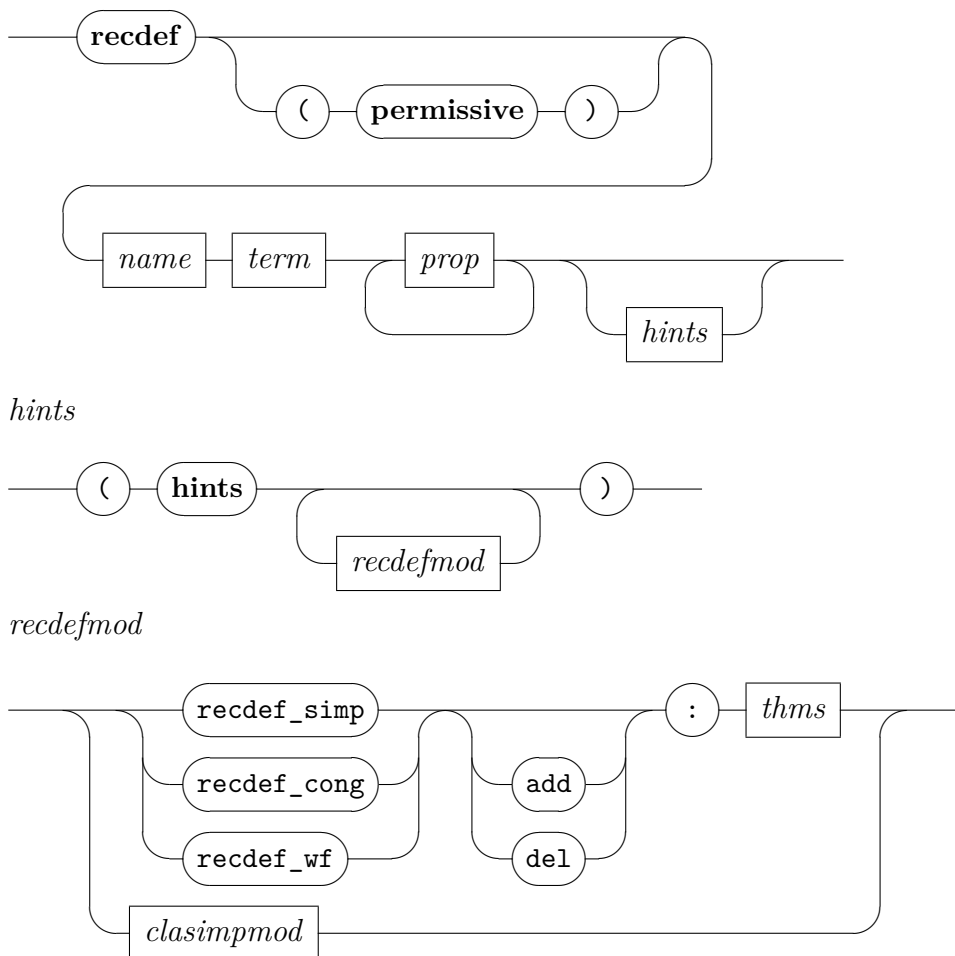 recdef
( permissive )
name term prop
hints
hints
( hints )
recdefmod
recdefmod
recdef_simp : thms
recdef_cong add
recdef_wf del
clasimpmod